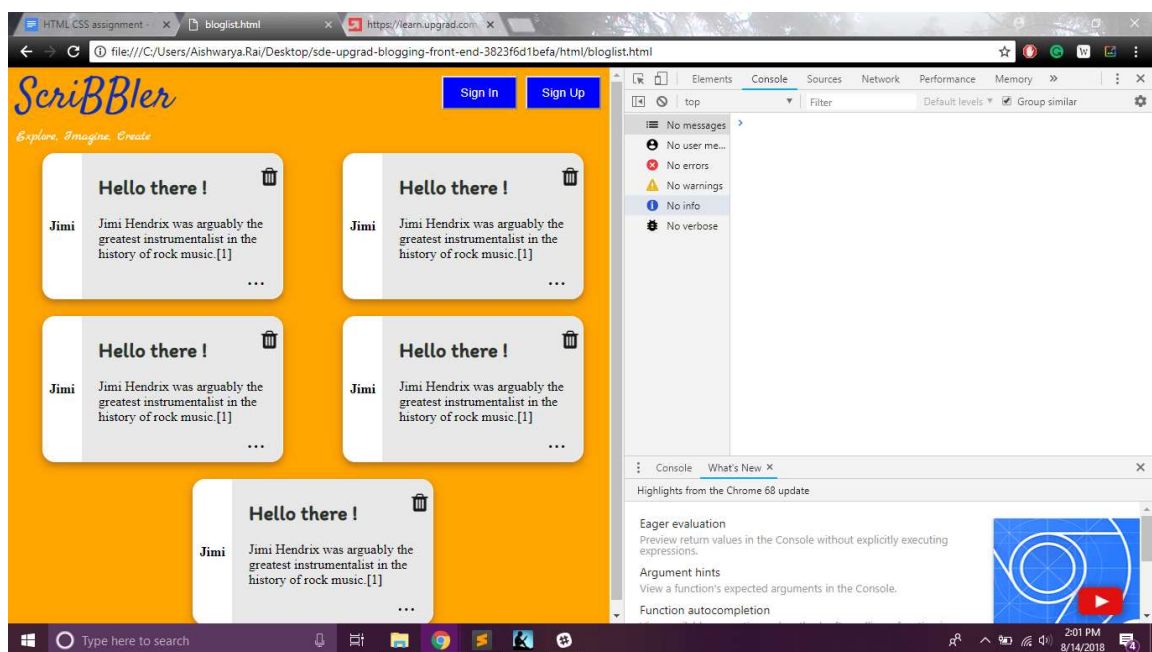 HTML CSS assignment -
bloglist.html
https://learn.upgrad.com
file:///C:/Users/Aishwarya.Rai/Desktop/sde-upgrad-blogging-front-end-3823f6d1befa/html/bloglist.html
ScriBBler
Sign In
Sign Up
Explore, Imagine, Create
Hello there !
Jimi
Jimi Hendrix was arguably the
greatest instrumentalist in the
history of rock music.[1]
...
Hello there !
Jimi
Jimi Hendrix was arguably the
greatest instrumentalist in the
history of rock music.[1]
...
Hello there !
Jimi
Jimi Hendrix was arguably the
greatest instrumentalist in the
history of rock music.[1]
...
Hello there !
Jimi
Jimi Hendrix was arguably the
greatest instrumentalist in the
history of rock music.[1]
...
Hello there !
Jimi
Jimi Hendrix was arguably the
greatest instrumentalist in the
history of rock music.[1]
...
Elements Console Sources Network Performance Memory »
top Filter Default levels Group similar
No messages
No user me...
No errors
No warnings
No info
No verbose
Console What's New
Highlights from the Chrome 68 update
Eager evaluation
Preview return values in the Console without explicitly executing
expressions.
Argument hints
View a function's expected arguments in the Console.
Function autocompletion
Type here to search
2:01 PM
8/14/2018
4